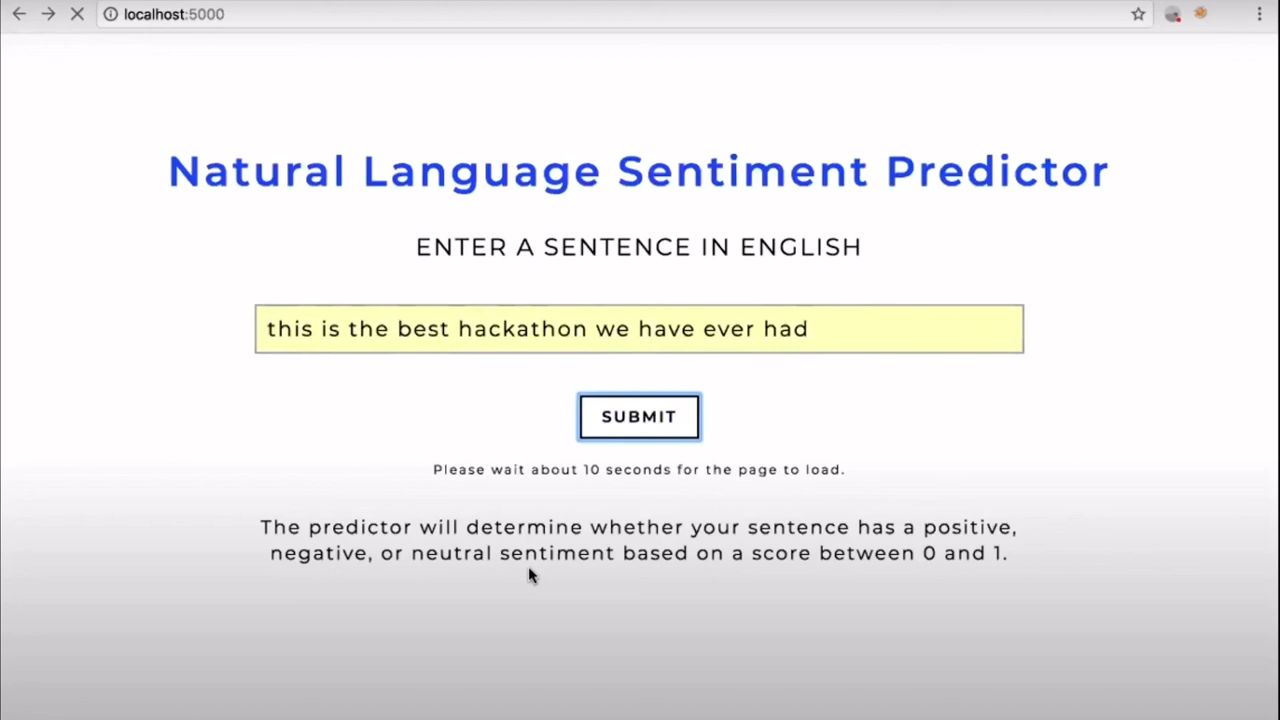 localhost:5000
Natural Language Sentiment Predictor
ENTER A SENTENCE IN ENGLISH
this is the best hackathon we have ever had
SUBMIT
Please wait about 10 seconds for the page to load.
The predictor will determine whether your sentence has a positive,
negative, or neutral sentiment based on a score between 0 and 1.